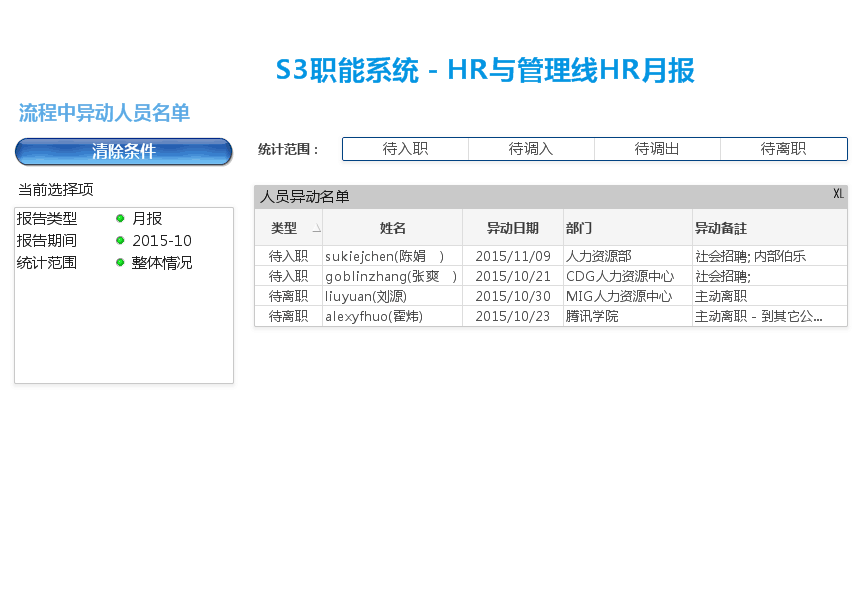 S3职能系统 - HR与管理线HR月报
流程中异动人员名单
清除条件
统计范围：
待入职 待调入 待调出 待离职
当前选择项
报告类型 月报
报告期间 2015-10
统计范围 整体情况
人员异动名单 XL
类型 姓名 异动日期 部门 异动备註
待入职 sukiejchen(陈娟 ) 2015/11/09 人力资源部 社会招聘; 内部伯乐
待入职 goblinzhang(张爽 ) 2015/10/21 CDG人力资源中心 社会招聘;
待离职 liuyuan(刘源) 2015/10/30 MIG人力资源中心 主动离职
待离职 alexyfhuo(霍炜) 2015/10/23 腾讯学院 主动离职 - 到其它公...